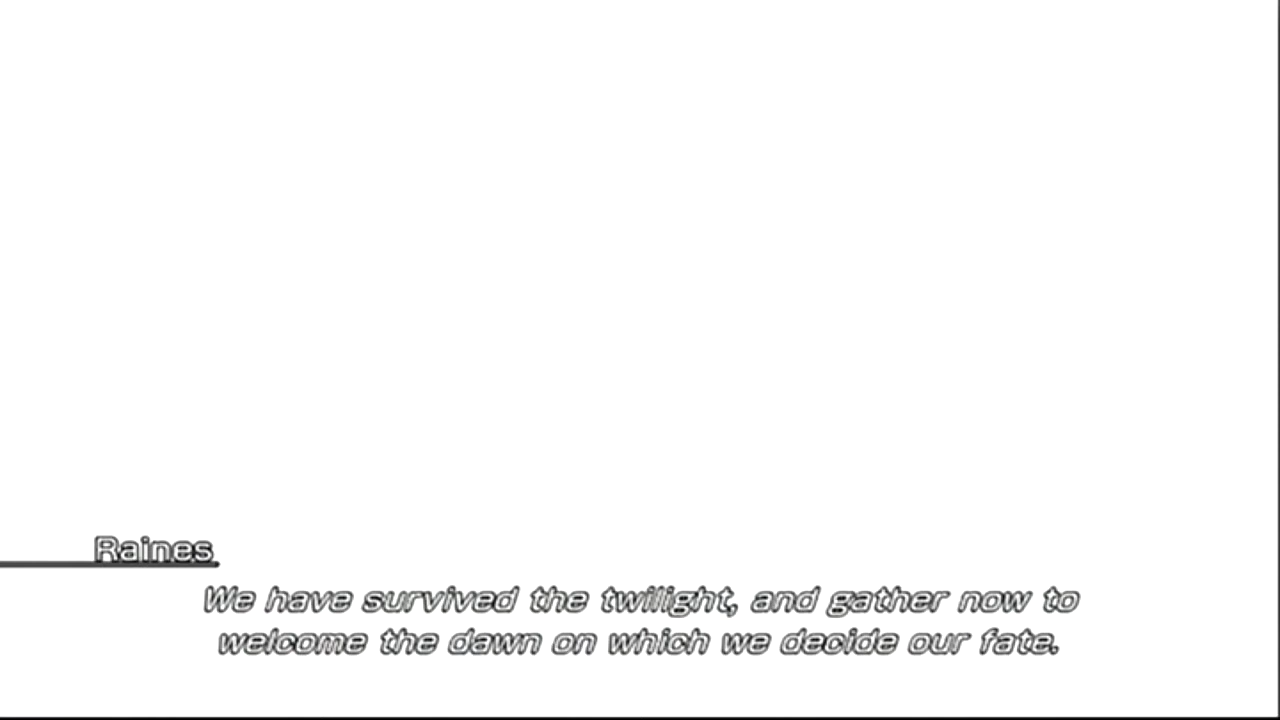 Raines
We have survived the twilight, and gather now to
welcome the dawn on which we decide our fate.